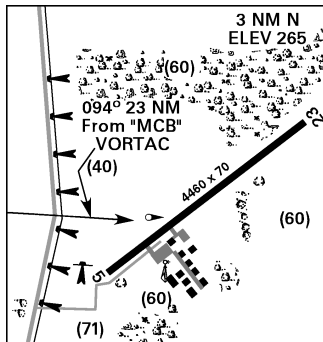 3 NM N
ELEV 265
(60)
094° 23 NM
From "MCB"
VORTAC
(40)
23
4460 x 70
(60)
5
(60)
(71)